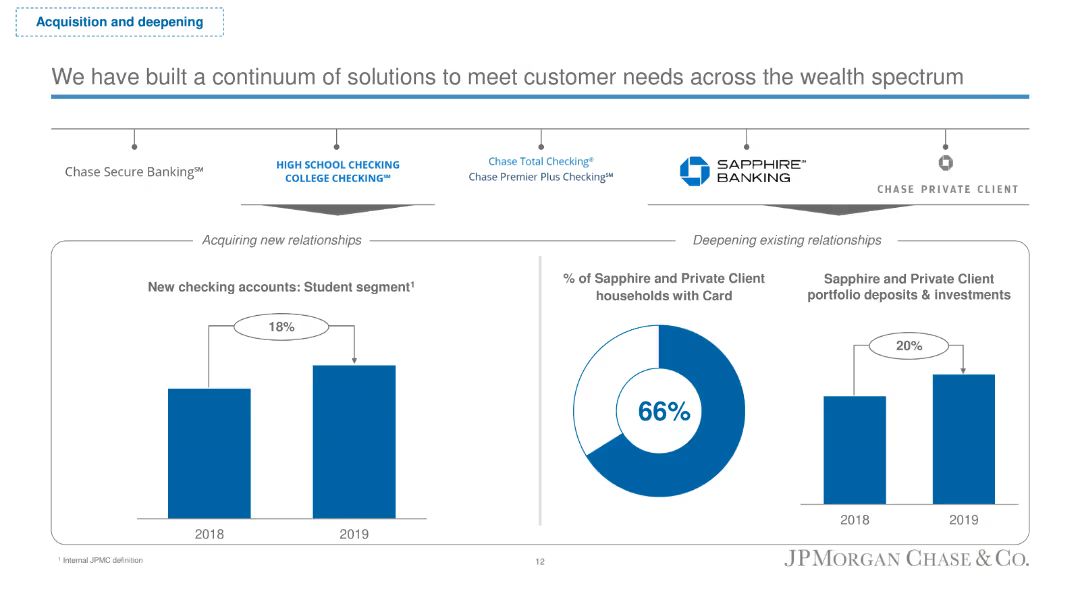 Acquisition and deepening
We have built a continuum of solutions to meet customer needs across the wealth spectrum
Chase Secure Banking℠
HIGH SCHOOL CHECKING
COLLEGE CHECKING℠
Chase Total Checking®
Chase Premier Plus Checking℠
SAPPHIRE℠
BANKING
CHASE PRIVATE CLIENT
Acquiring new relationships
Deepening existing relationships
New checking accounts: Student segment¹
18%
2018
2019
% of Sapphire and Private Client
households with Card
66%
Sapphire and Private Client
portfolio deposits & investments
20%
2018
2019
¹ Internal JPMC definition
12
JPMORGAN CHASE & CO.